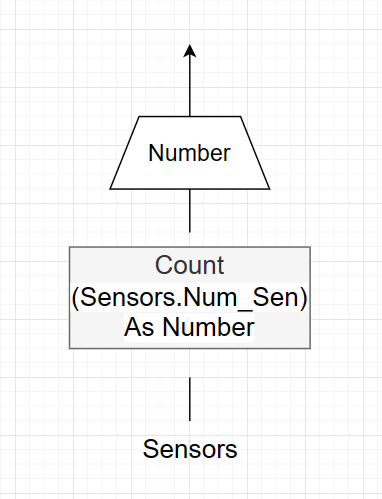 Number
Count
(Sensors.Num_Sen)
As Number
Sensors